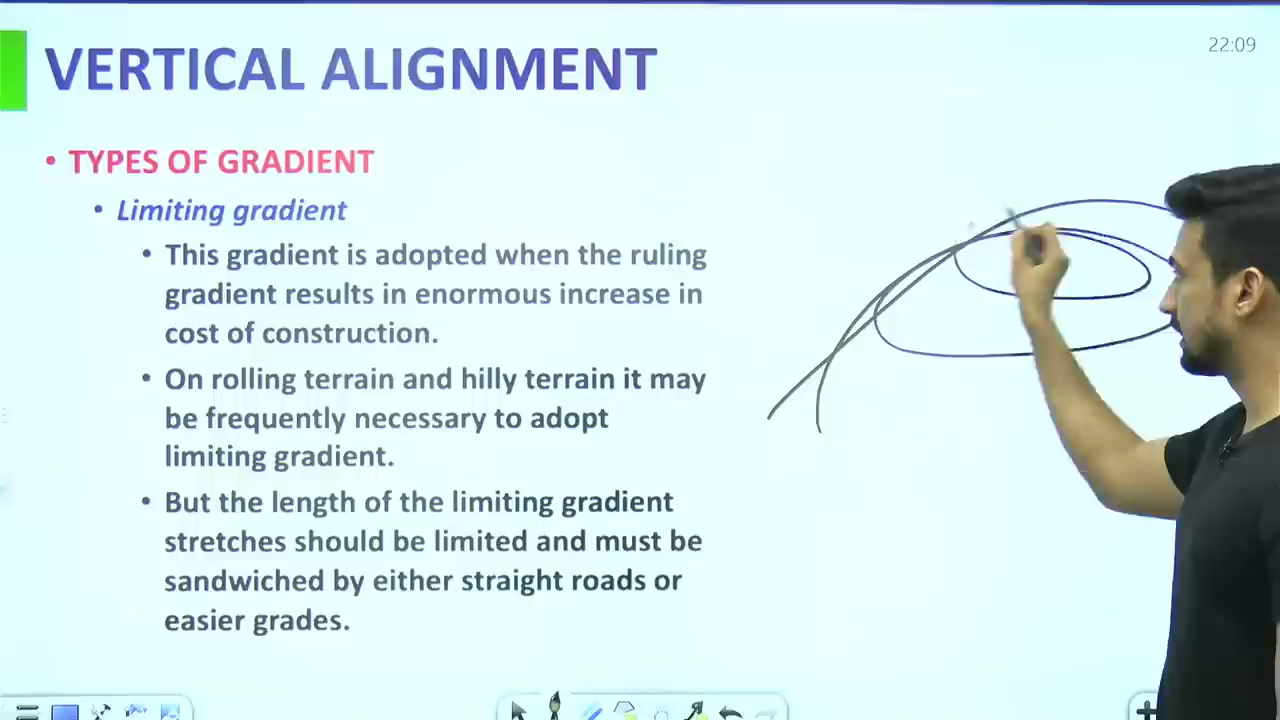 VERTICAL ALIGNMENT
22:09
• TYPES OF GRADIENT
• Limiting gradient
• This gradient is adopted when the ruling
gradient results in enormous increase in
cost of construction.
• On rolling terrain and hilly terrain it may
be frequently necessary to adopt
limiting gradient.
• But the length of the limiting gradient
stretches should be limited and must be
sandwiched by either straight roads or
easier grades.